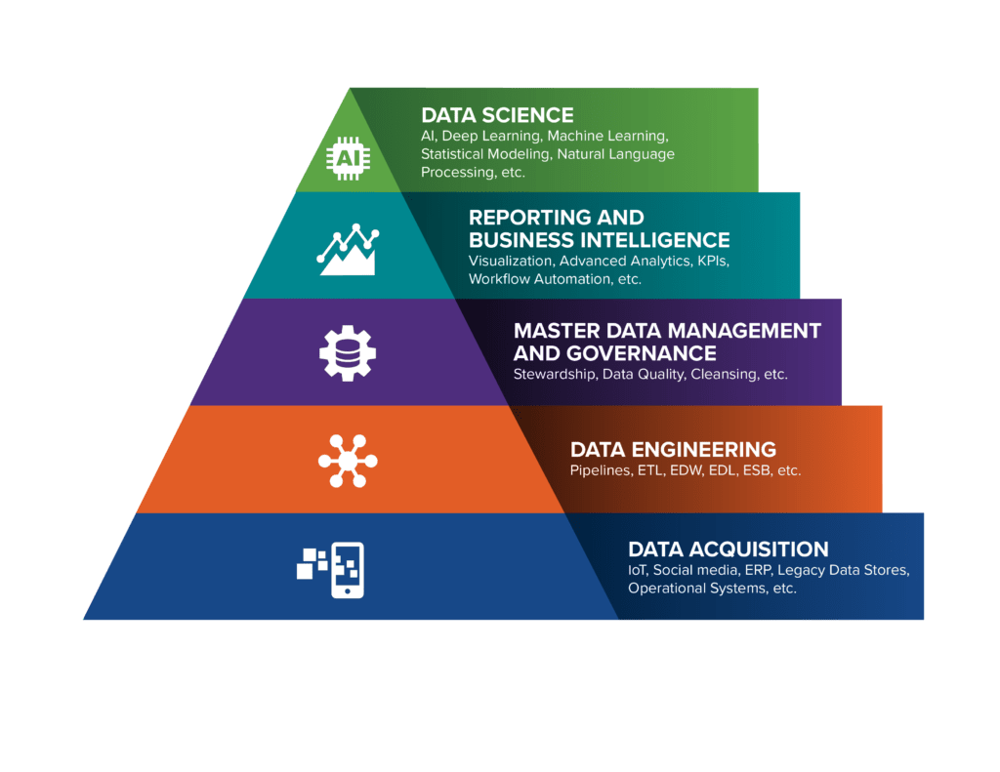 DATA SCIENCE
AI, Deep Learning, Machine Learning,
Statistical Modeling, Natural Language
Processing, etc.
AI
REPORTING AND
BUSINESS INTELLIGENCE
Visualization, Advanced Analytics, KPIs,
Workflow Automation, etc.
MASTER DATA MANAGEMENT
AND GOVERNANCE
Stewardship, Data Quality, Cleansing, etc.
DATA ENGINEERING
Pipelines, ETL, EDW, EDL, ESB, etc.
DATA ACQUISITION
IoT, Social media, ERP, Legacy Data Stores,
Operational Systems, etc.